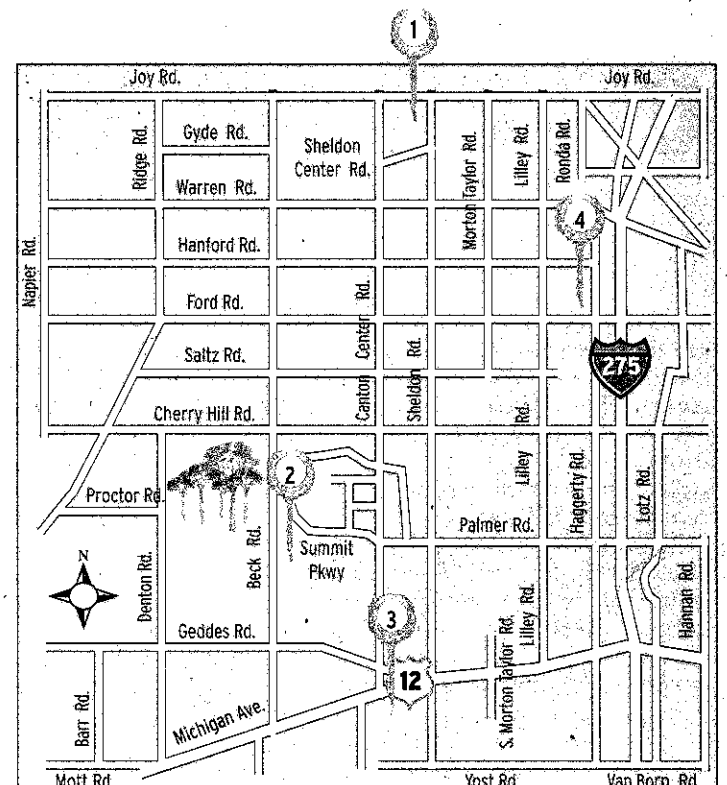 1
Joy Rd.
Joy Rd.
Ridge Rd.
Gyde Rd.
Sheldon
Center Rd.
Morton Taylor Rd.
Lilley Rd.
Ronda Rd.
Warren Rd.
4
Napier Rd.
Hanford Rd.
Ford Rd.
Canton Center Rd.
Sheldon Rd.
Saltz Rd.
275
Cherry Hill Rd.
Lilley Rd.
Haggerty Rd.
Lotz Rd.
2
Proctor Rd.
Palmer Rd.
Beck Rd.
Summit
Pkwy
N
Denton Rd.
Hannan Rd.
3
Geddes Rd.
Lilley Rd.
S. Morton Taylor Rd.
12
Barr Rd.
Michigan Ave.
Mott Rd
Yost Rd
Van Born Rd